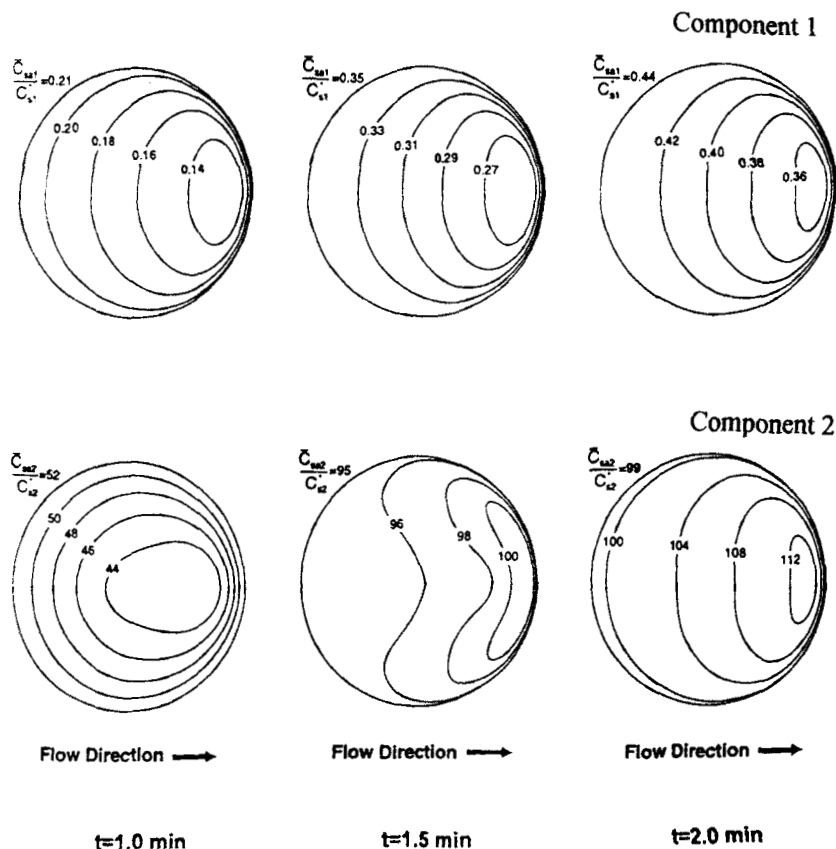 Component 1
C̄sa1/C*s1 =0.21
0.20
0.18
0.16
0.14
C̄sa1/C*s1 =0.35
0.33
0.31
0.29
0.27
C̄sa1/C*s1 =0.44
0.42
0.40
0.38
0.36
Component 2
C̄sa2/C*s2 =52
50
48
46
44
C̄sa2/C*s2 =95
96
98
100
C̄sa2/C*s2 =99
100
104
108
112
Flow Direction
Flow Direction
Flow Direction
t=1.0 min
t=1.5 min
t=2.0 min